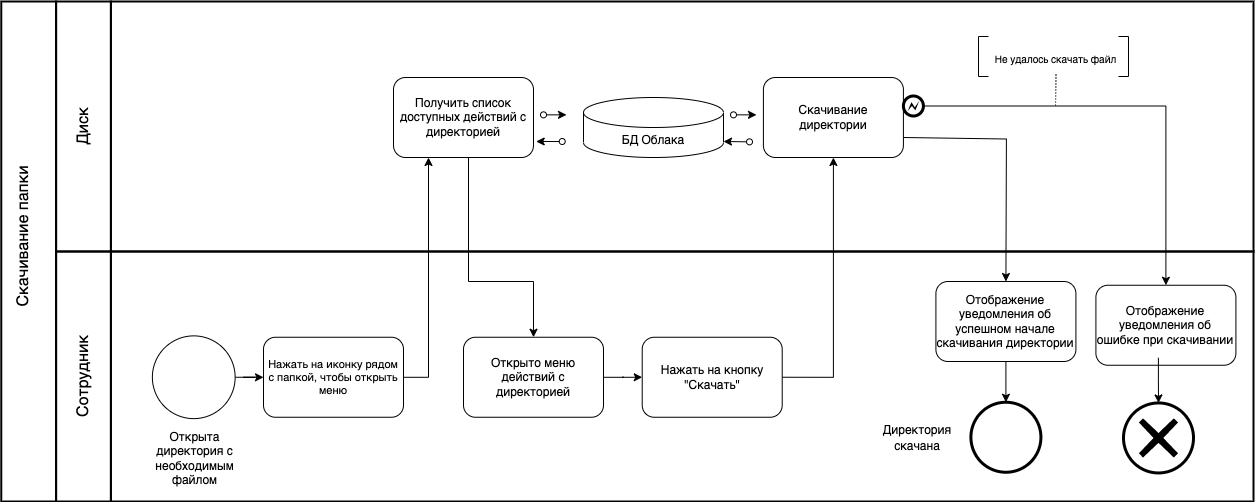 Скачивание папки
Диск
Получить список
доступных действий с
директорией
БД Облака
Скачивание
директории
Не удалось скачать файл
Сотрудник
Открыта
директория с
необходимым
файлом
Нажать на иконку рядом
с папкой, чтобы открыть
меню
Открыто меню
действий с
директорией
Нажать на кнопку
"Скачать"
Отображение
уведомления об
успешном начале
скачивания директории
Директория
скачана
Отображение
уведомления об
ошибке при скачивании